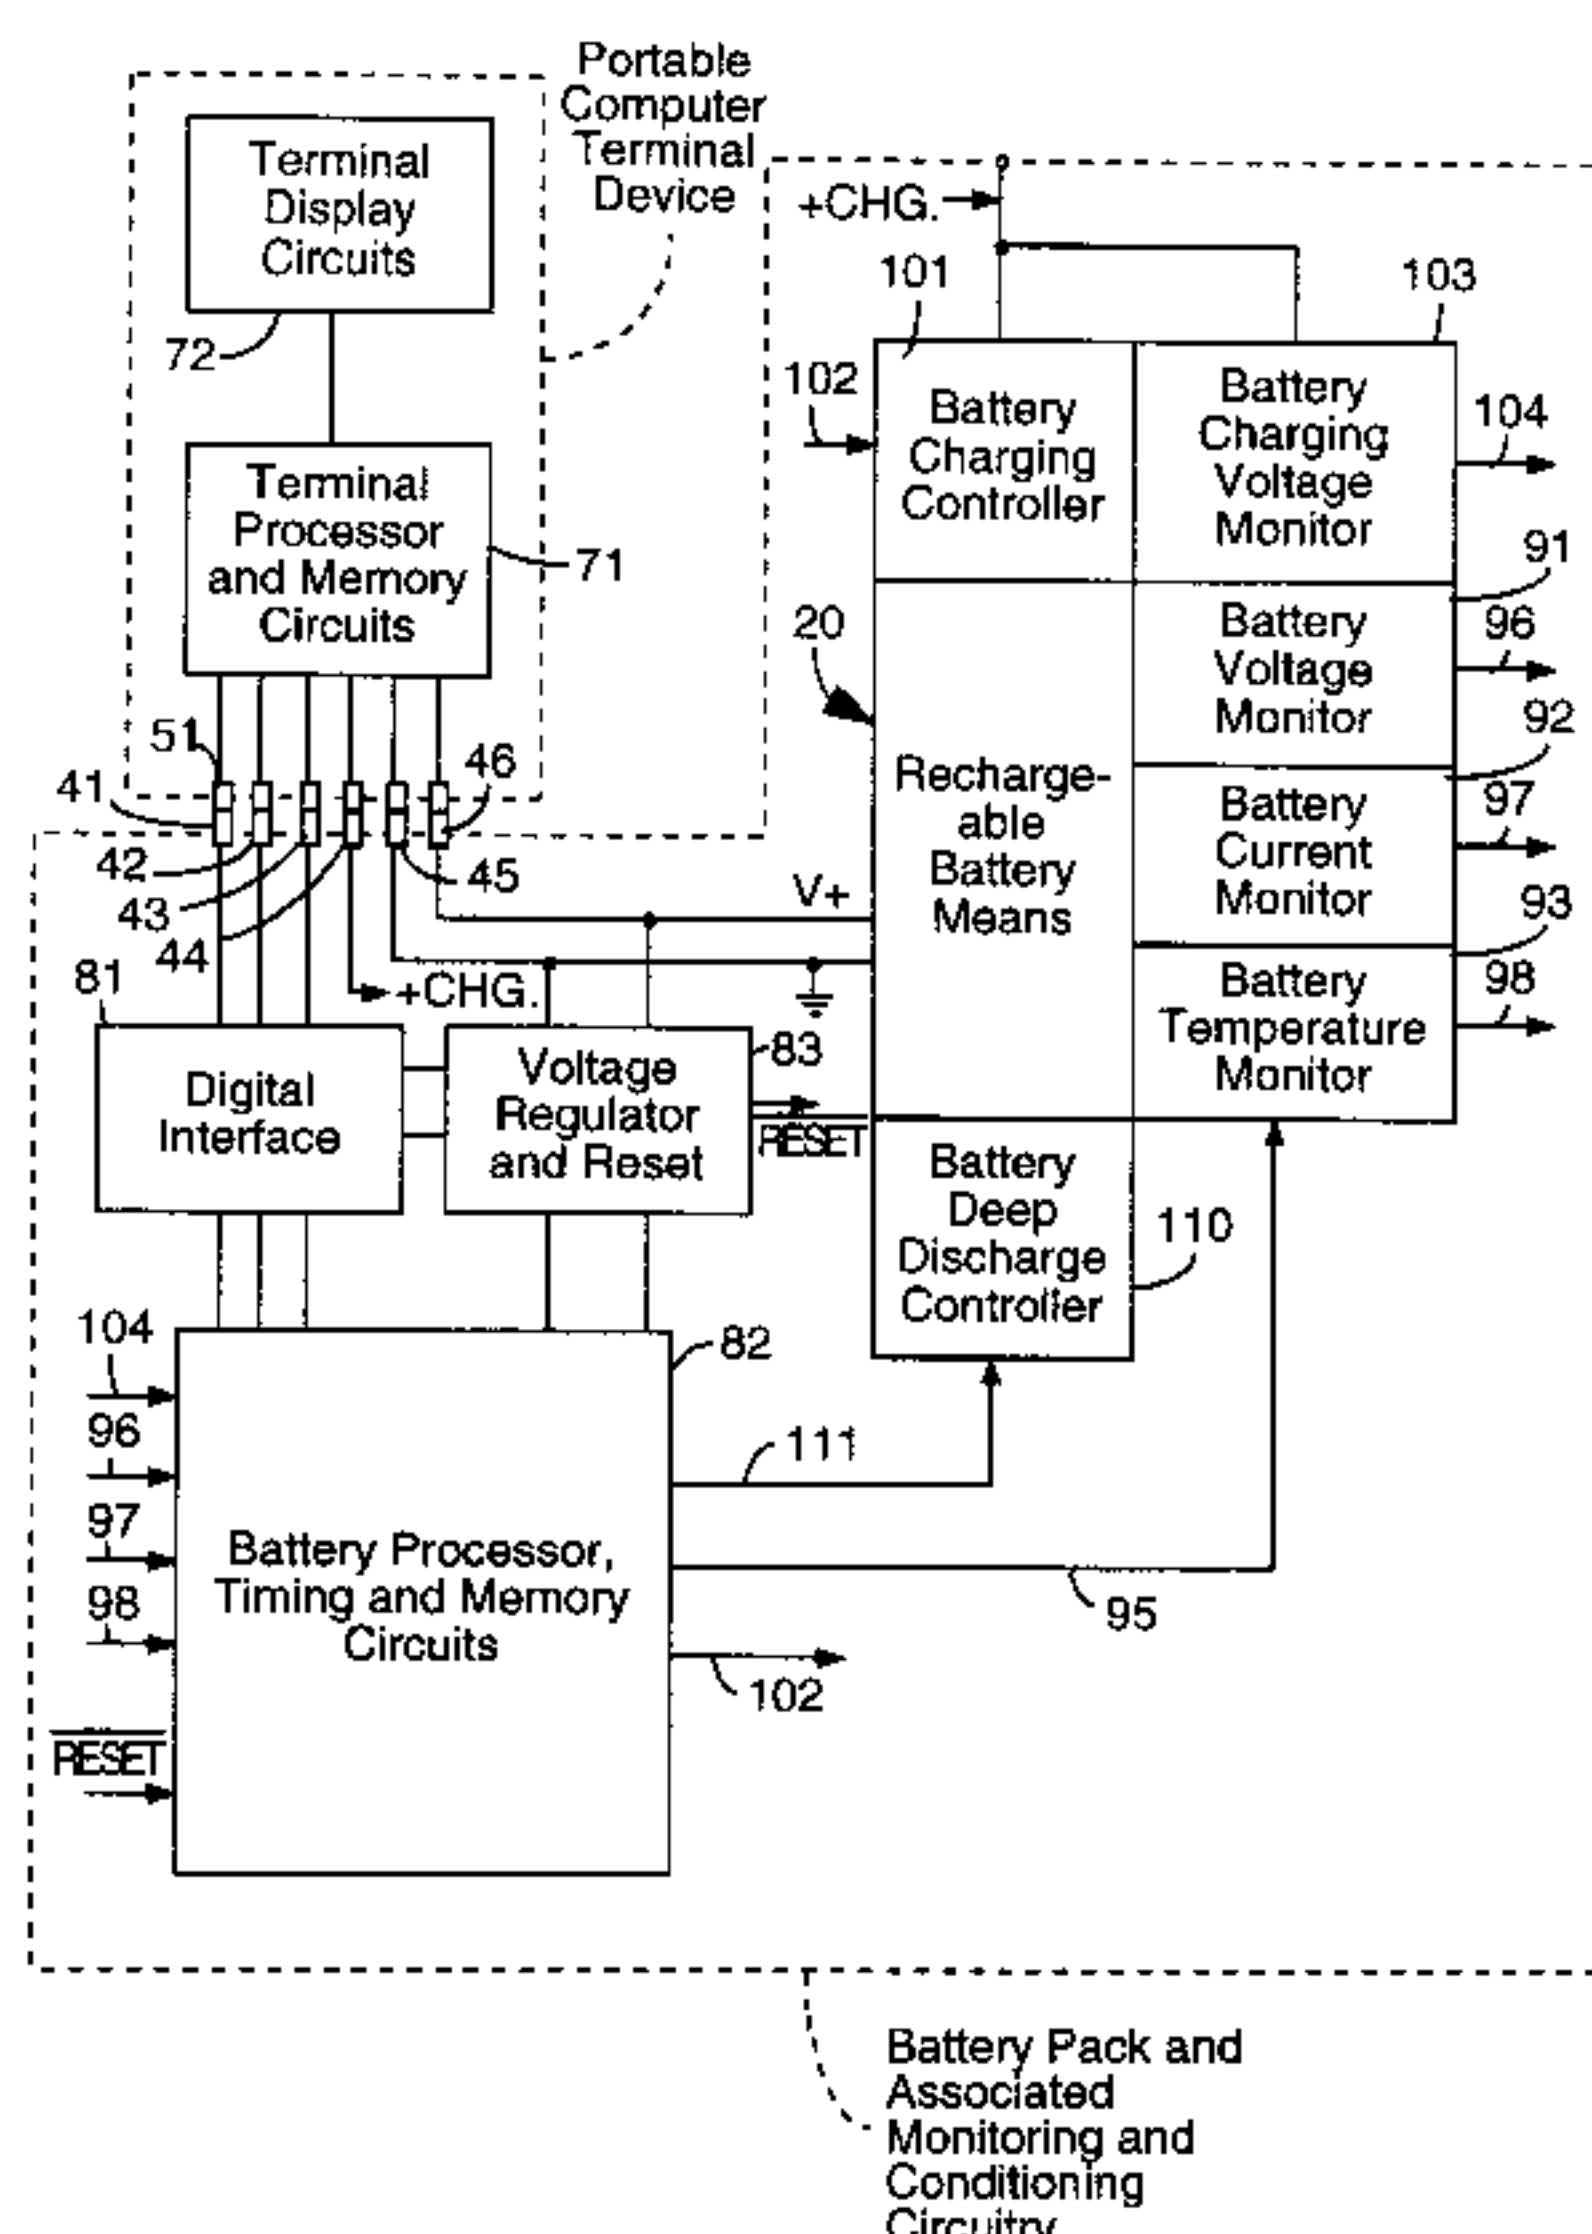 Portable
Computer
Terminal
Device
Terminal
Display
Circuits
72
Terminal
Processor
and Memory
Circuits
71
51
41
42
43
44
45
46
+CHG.
101
102
103
Battery
Charging
Controller
Battery
Charging
Voltage
Monitor
104
91
20
Battery
Voltage
Monitor
96
92
Recharge-
able
Battery
Means
Battery
Current
Monitor
97
93
V+
Battery
Temperature
Monitor
98
+CHG.
81
Digital
Interface
Voltage
Regulator
and Reset
83
RESET
Battery
Deep
Discharge
Controller
110
104
96
97
98
RESET
82
Battery Processor,
Timing and Memory
Circuits
111
95
102
Battery Pack and
Associated
Monitoring and
Conditioning
Circuitry